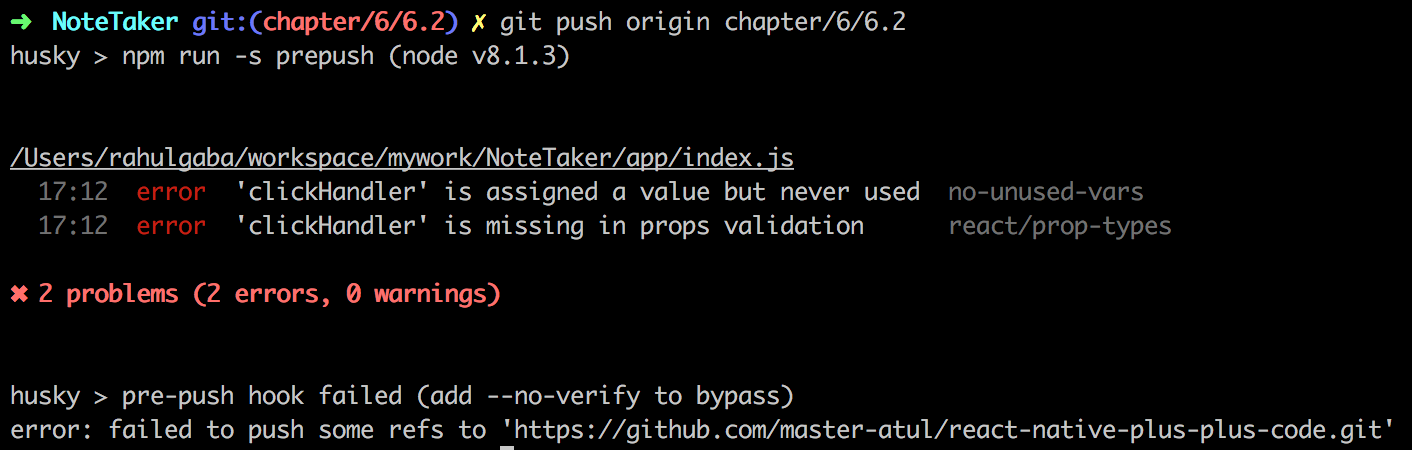 ➜ NoteTaker git:(chapter/6/6.2) ✗ git push origin chapter/6/6.2
husky > npm run -s prepush (node v8.1.3)
/Users/rahulgaba/workspace/mywork/NoteTaker/app/index.js
17:12 error 'clickHandler' is assigned a value but never used no-unused-vars
17:12 error 'clickHandler' is missing in props validation react/prop-types
✖ 2 problems (2 errors, 0 warnings)
husky > pre-push hook failed (add --no-verify to bypass)
error: failed to push some refs to 'https://github.com/master-atul/react-native-plus-plus-code.git'